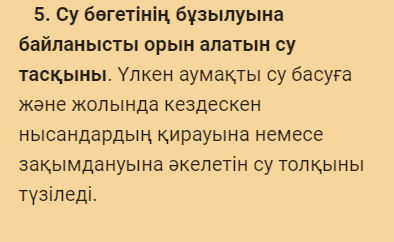 5. Су бөгетінің бұзылуына
байланысты орын алатын су
тасқыны. Үлкен аумақты су басуға
және жолында кездескен
нысандардың қирауына немесе
зақымдануына әкелетін су толқыны
түзіледі.